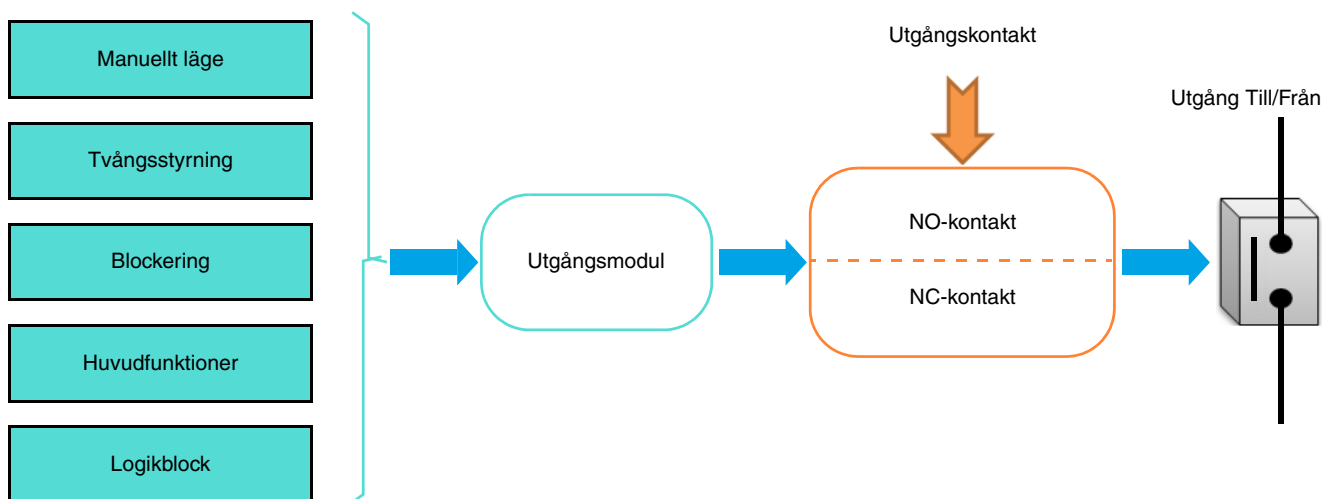 Manuellt läge
Tvångsstyrning
Blockering
Huvudfunktioner
Logikblock
Utgångsmodul
Utgångskontakt
NO-kontakt
NC-kontakt
Utgång Till/Från